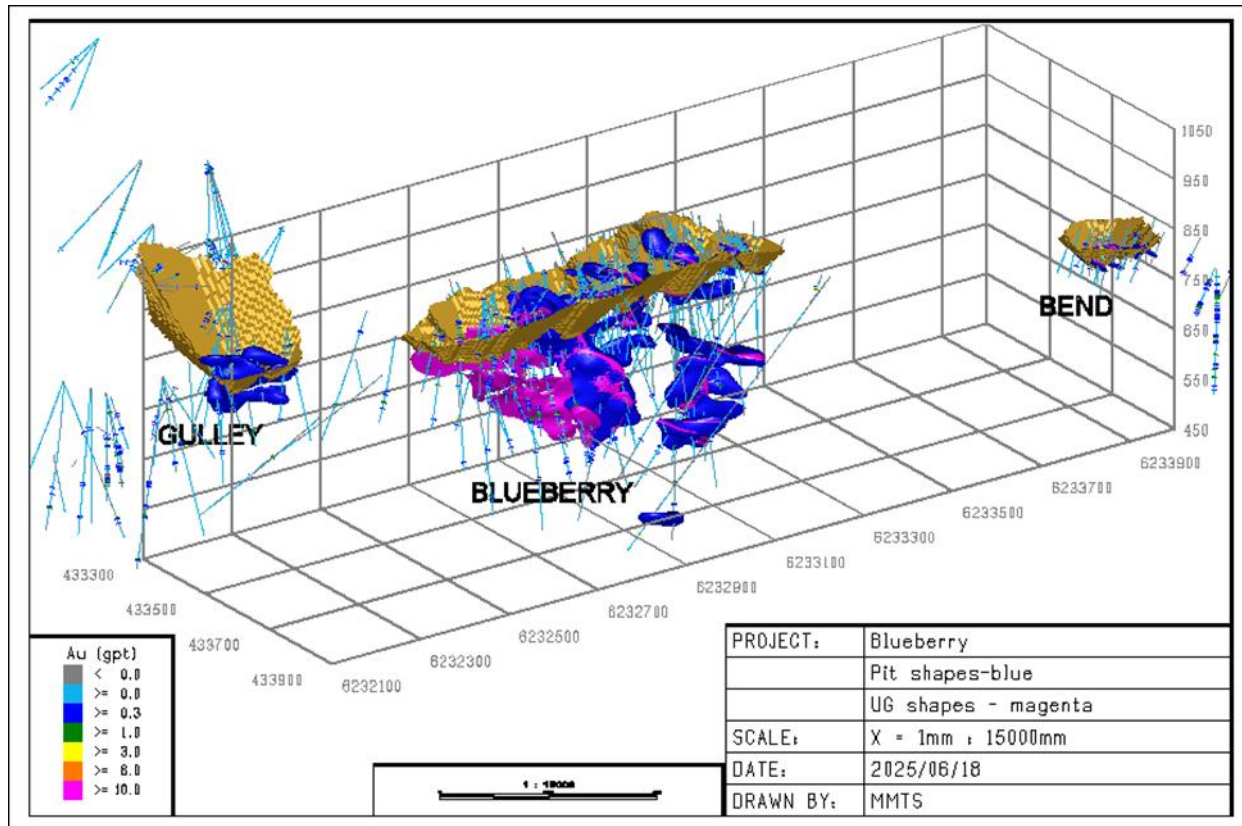 1050
950
850
750
650
550
450
BEND
GULLEY
BLUEBERRY
6233900
6233700
6233500
6233300
6233100
6232900
6232700
6232500
6232300
6232100
433300
433500
433700
433900
Au (gpt)
< 0.0
>= 0.0
>= 0.3
>= 1.0
>= 3.0
>= 6.0
>= 10.0
1 : 15000
PROJECT: Blueberry
Pit shapes-blue
UG shapes - magenta
SCALE: X = 1mm : 15000mm
DATE: 2025/06/18
DRAWN BY: MMTS